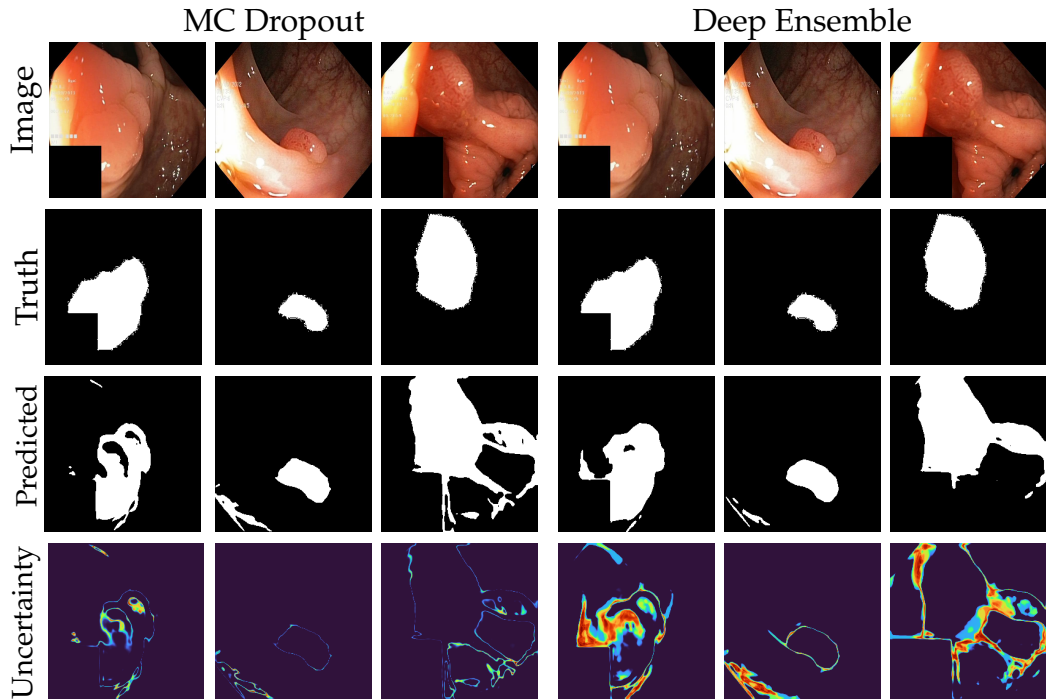 MC Dropout
Deep Ensemble
Image
Truth
Predicted
Uncertainty